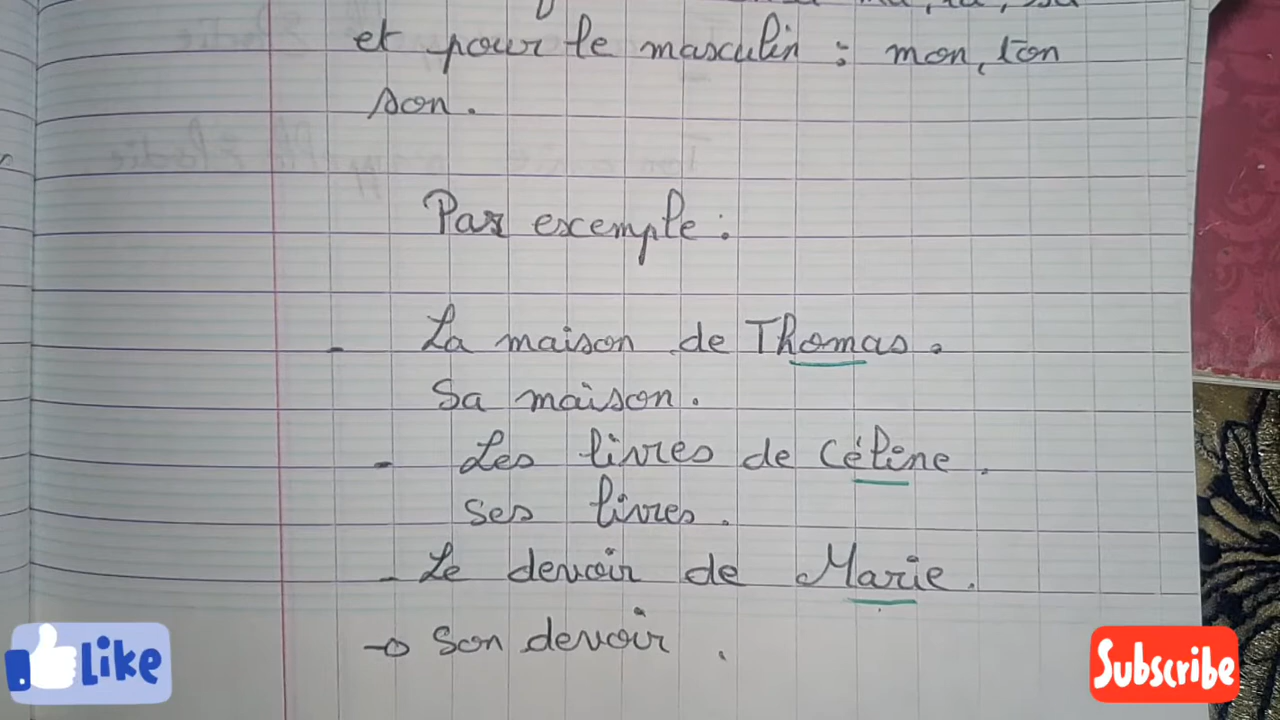 et pour le masculin : mon, ton
son.
Par excemple :
- La maison de Thomas.
Sa maison.
- Les livres de Céline.
ses livres.
- Le devoir de Marie.
→ Son devoir.
Like
Subscribe